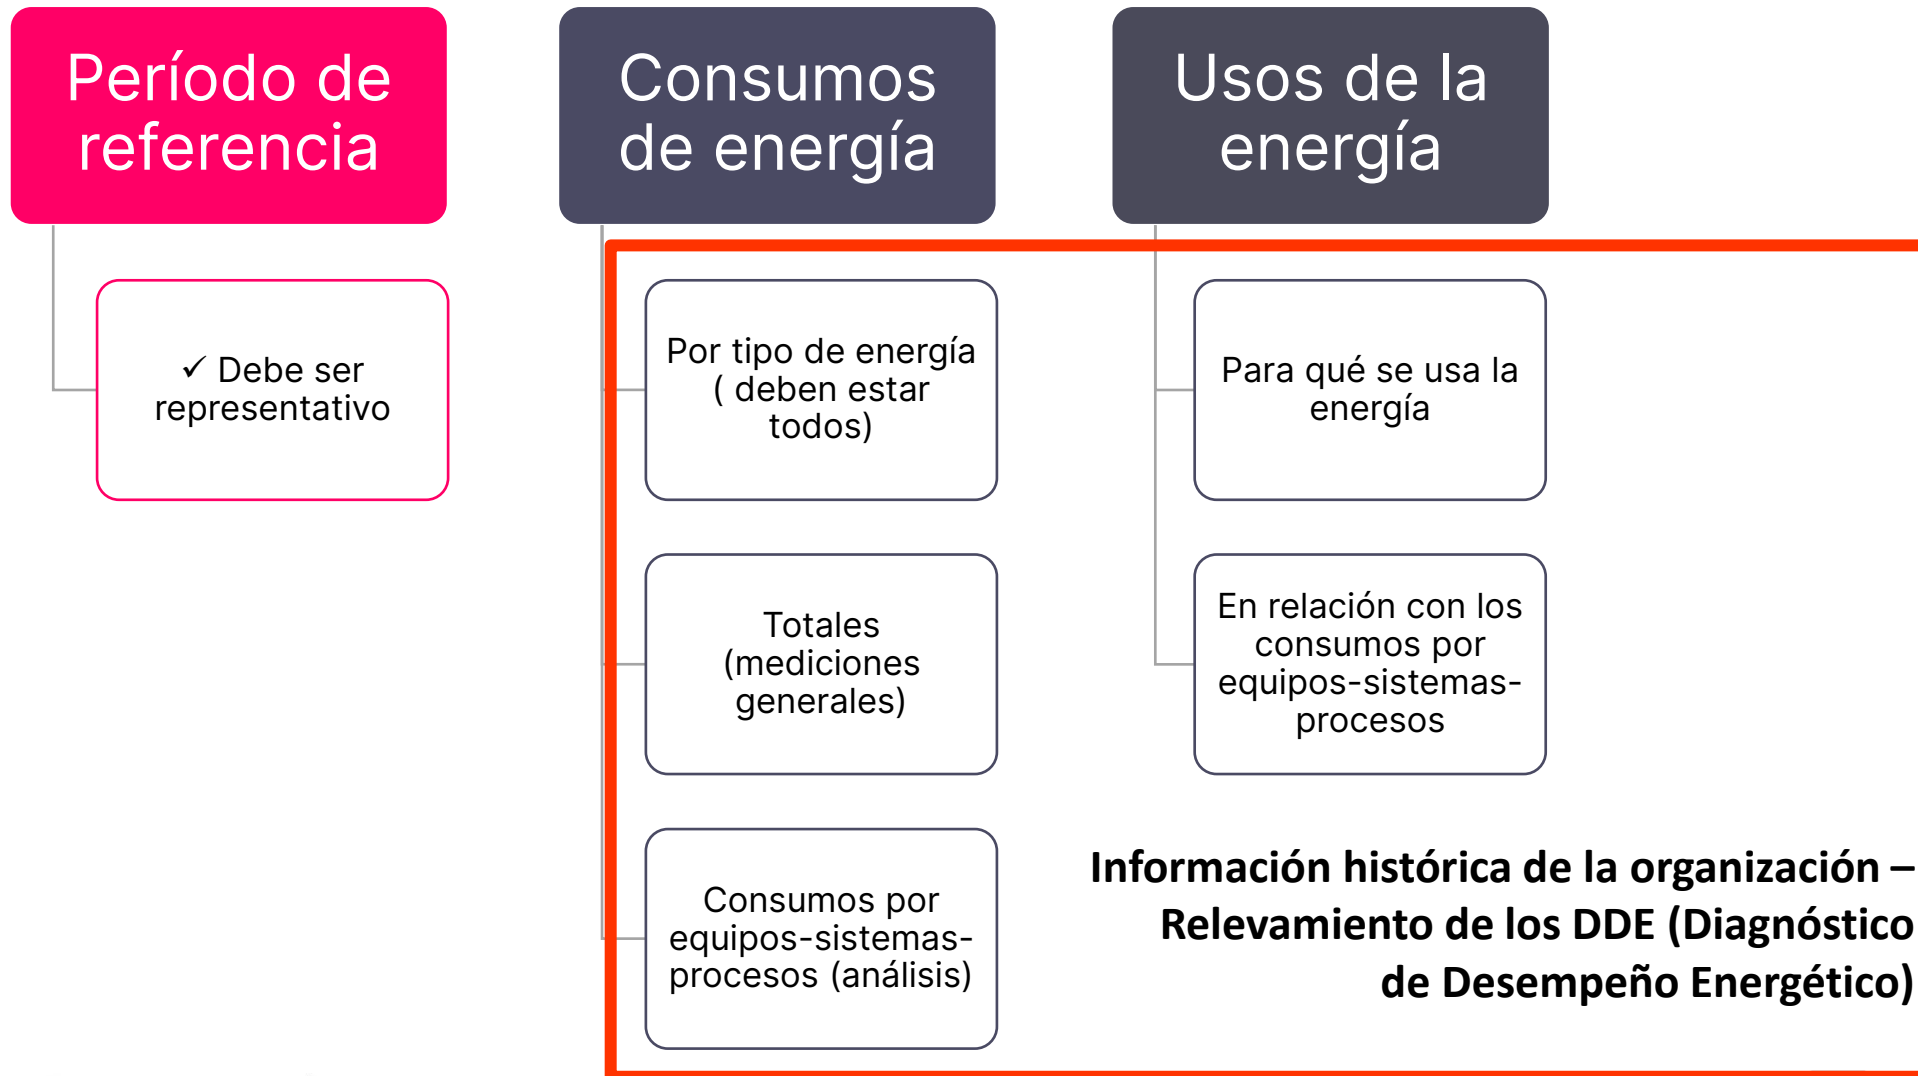 Período de
referencia
✓ Debe ser
representativo
Consumos
de energía
Por tipo de energía
( deben estar
todos)
Totales
(mediciones
generales)
Consumos por
equipos-sistemas-
procesos (análisis)
Usos de la
energía
Para qué se usa la
energía
En relación con los
consumos por
equipos-sistemas-
procesos
Información histórica de la organización –
Relevamiento de los DDE (Diagnóstico
de Desempeño Energético)